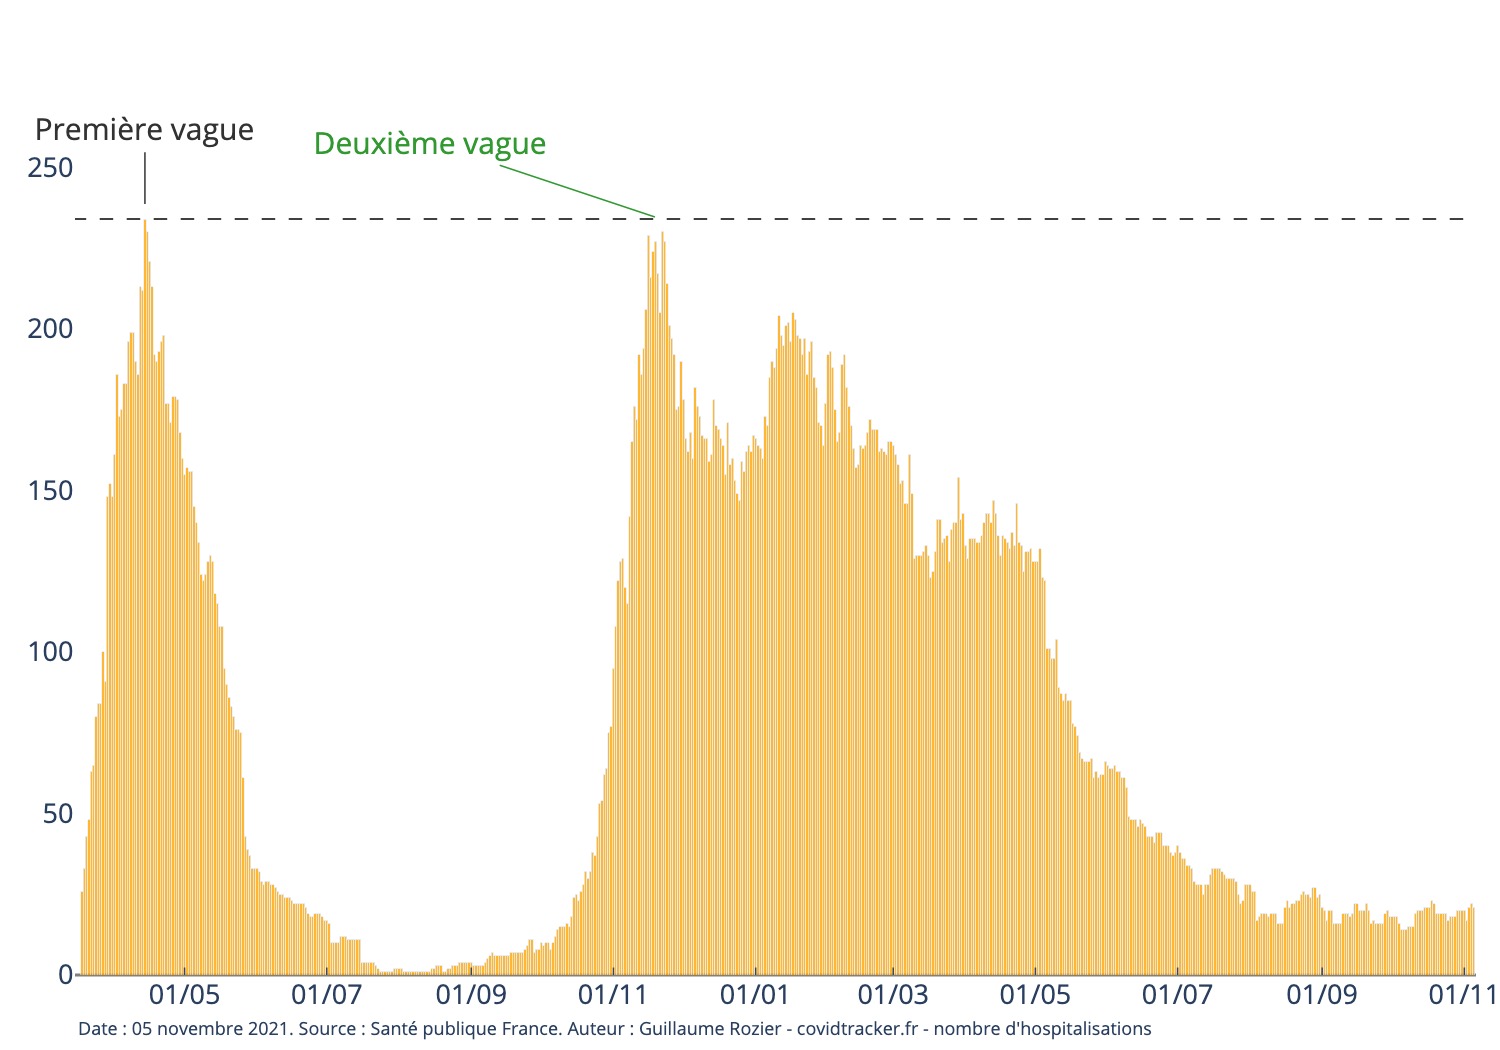 Première vague
Deuxième vague
250
200
150
100
50
0
01/05 01/07 01/09 01/11 01/01 01/03 01/05 01/07 01/09 01/11
Date : 05 novembre 2021. Source : Santé publique France. Auteur : Guillaume Rozier - covidtracker.fr - nombre d'hospitalisations